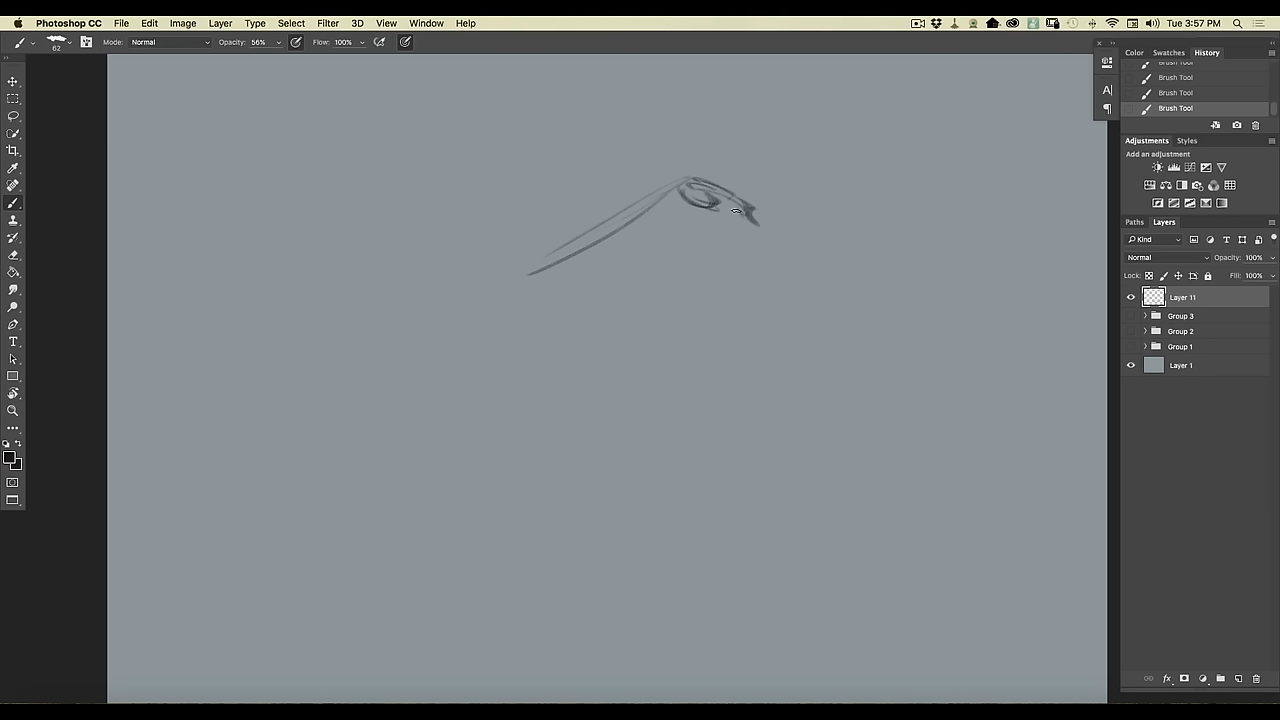 Photoshop CC File Edit Image Layer Type Select Filter 3D View Window Help Tue 3:57 PM
62 Mode: Normal Opacity: 56% Flow: 100%
Color Swatches History
Brush Tool
Brush Tool
Brush Tool
Brush Tool
Adjustments Styles
Add an adjustment
Paths Layers
Kind
Normal Opacity: 100%
Lock: Fill: 100%
Layer 11
Group 3
Group 2
Group 1
Layer 1